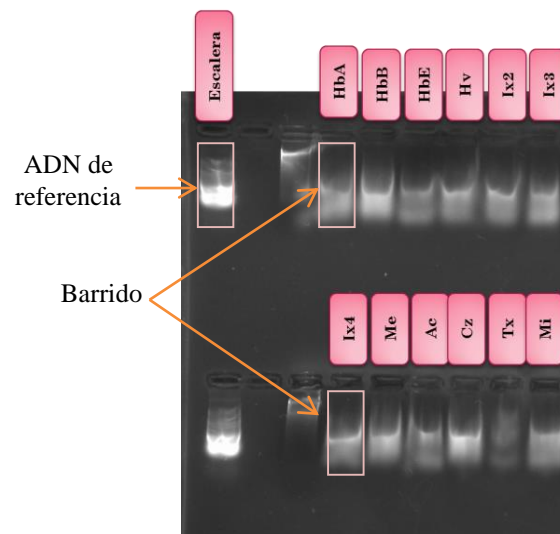 Escalera
HbA
HbB
HbE
Hv
Ix2
Ix3
ADN de
referencia
Barrido
Ix4
Me
Ac
Cz
Tx
Mi